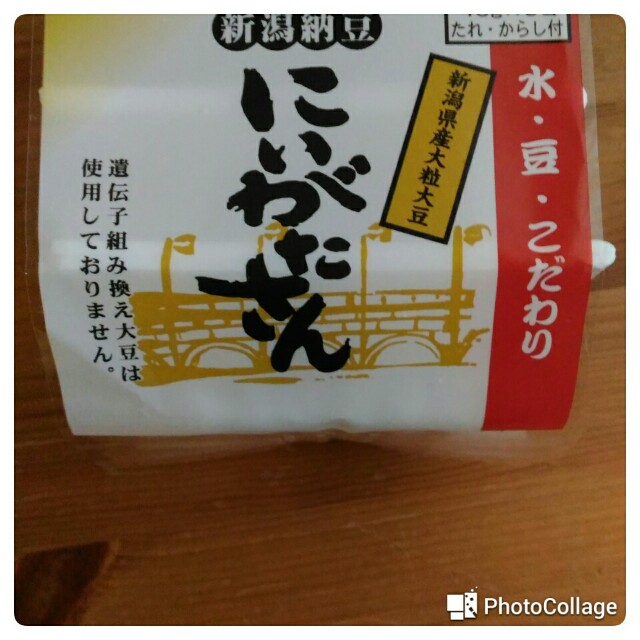 新潟納豆
たれ・からし付
水・豆・こだわり
新潟県産大粒大豆
にいがたさん
遺伝子組み換え大豆は
使用しておりません。
PhotoCollage